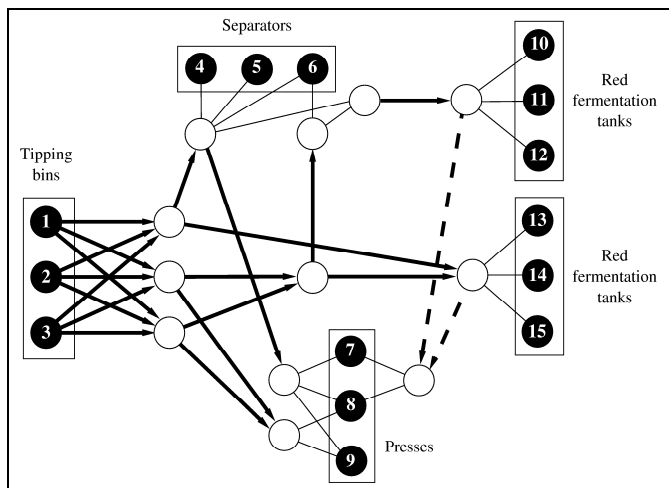 Separators
4
5
6
10
11
12
Red
fermentation
tanks
Tipping
bins
1
2
3
13
14
15
Red
fermentation
tanks
7
8
9
Presses